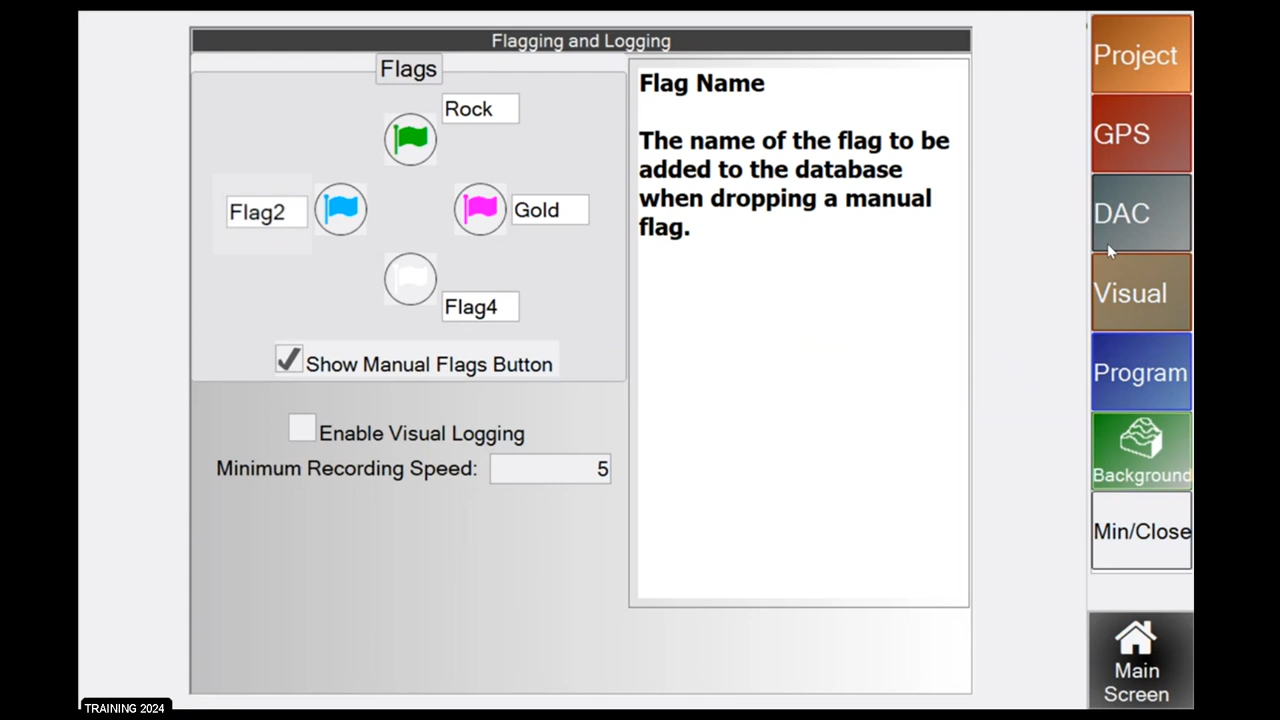 Flagging and Logging
Flags
Rock
Flag2
Gold
Flag4
Show Manual Flags Button
Enable Visual Logging
Minimum Recording Speed: 5
Flag Name
The name of the flag to be
added to the database
when dropping a manual
flag.
Project
GPS
DAC
Visual
Program
Background
Min/Close
Main
Screen
TRAINING 2024